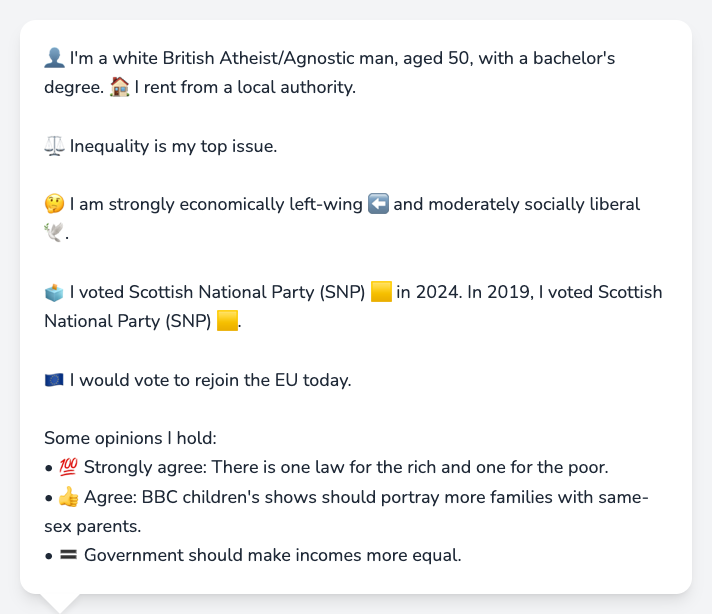 👤 I'm a white British Atheist/Agnostic man, aged 50, with a bachelor's
degree. 🏠 I rent from a local authority.
⚖️ Inequality is my top issue.
🤔 I am strongly economically left-wing ⬅️ and moderately socially liberal
🕊️.
🗳️ I voted Scottish National Party (SNP) 🟨 in 2024. In 2019, I voted Scottish
National Party (SNP) 🟨.
🇪🇺 I would vote to rejoin the EU today.
Some opinions I hold:
• 💯 Strongly agree: There is one law for the rich and one for the poor.
• 👍 Agree: BBC children's shows should portray more families with same-
sex parents.
• 🟰 Government should make incomes more equal.